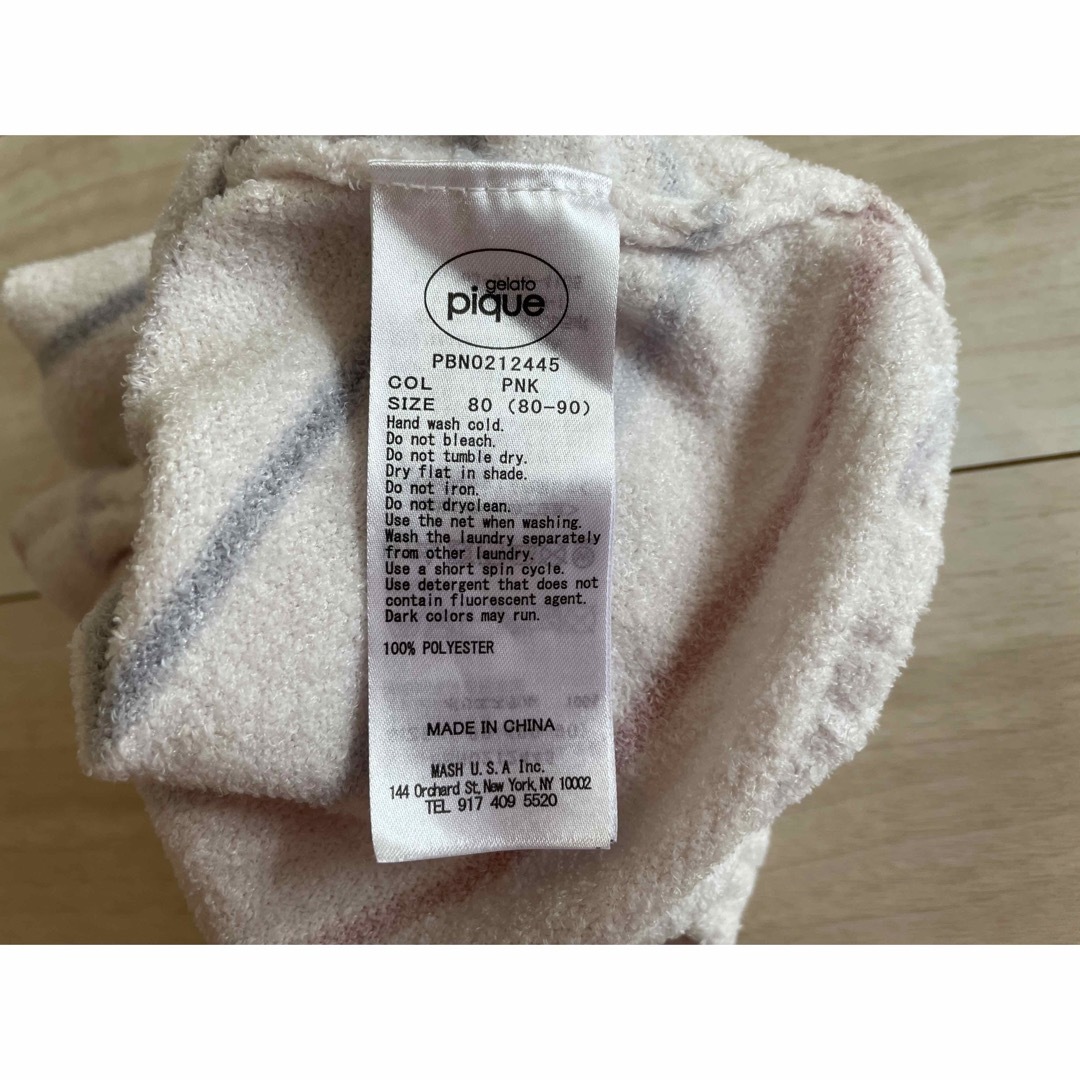 gelato
pique
PBN0212445
COL PNK
SIZE 80 (80-90)
Hand wash cold.
Do not bleach.
Do not tumble dry.
Dry flat in shade.
Do not iron.
Do not dryclean.
Use the net when washing.
Wash the laundry separately
from other laundry.
Use a short spin cycle.
Use detergent that does not
contain fluorescent agent.
Dark colors may run.
100% POLYESTER
MADE IN CHINA
MASH U.S.A Inc.
144 Orchard St, New York, NY 10002
TEL 917 409 5520